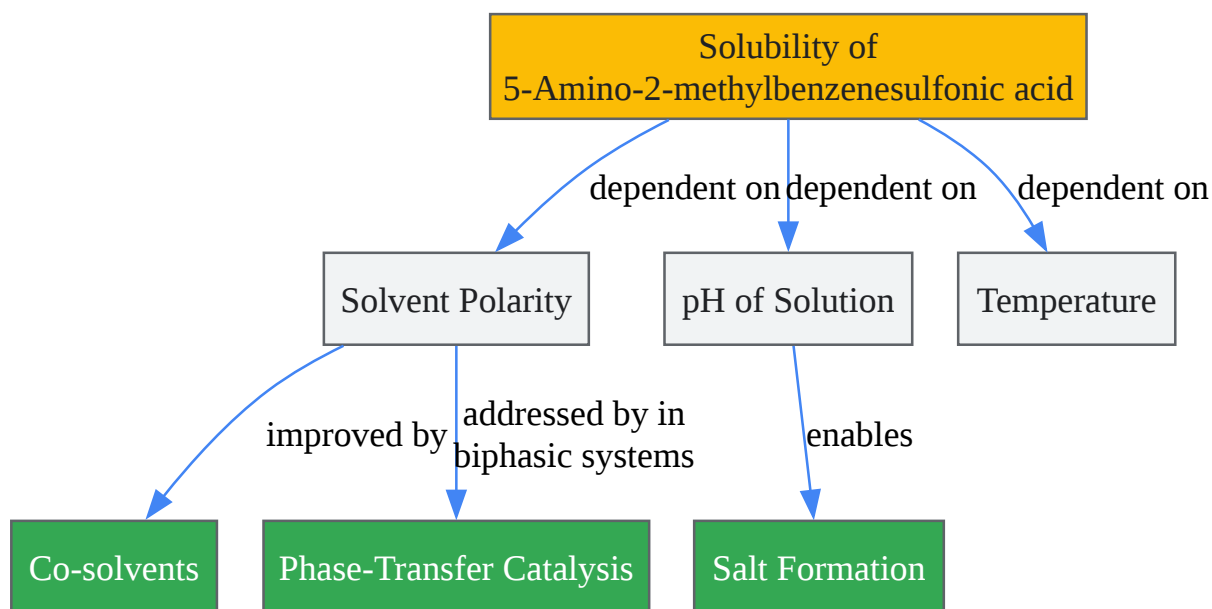 Solubility of
5-Amino-2-methylbenzenesulfonic acid
dependent on
dependent on
dependent on
Solvent Polarity
pH of Solution
Temperature
improved by
addressed by in
biphasic systems
enables
Co-solvents
Phase-Transfer Catalysis
Salt Formation